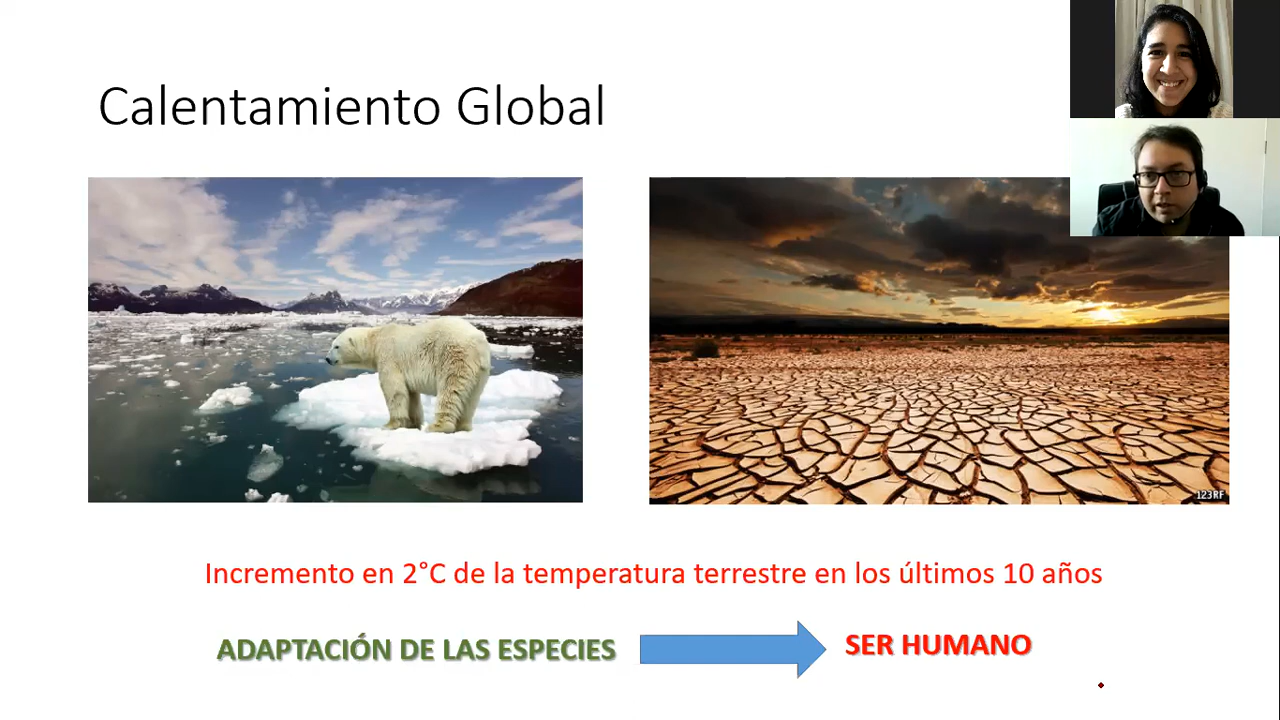 Calentamiento Global
123RF
Incremento en 2°C de la temperatura terrestre en los últimos 10 años
ADAPTACIÓN DE LAS ESPECIES
SER HUMANO